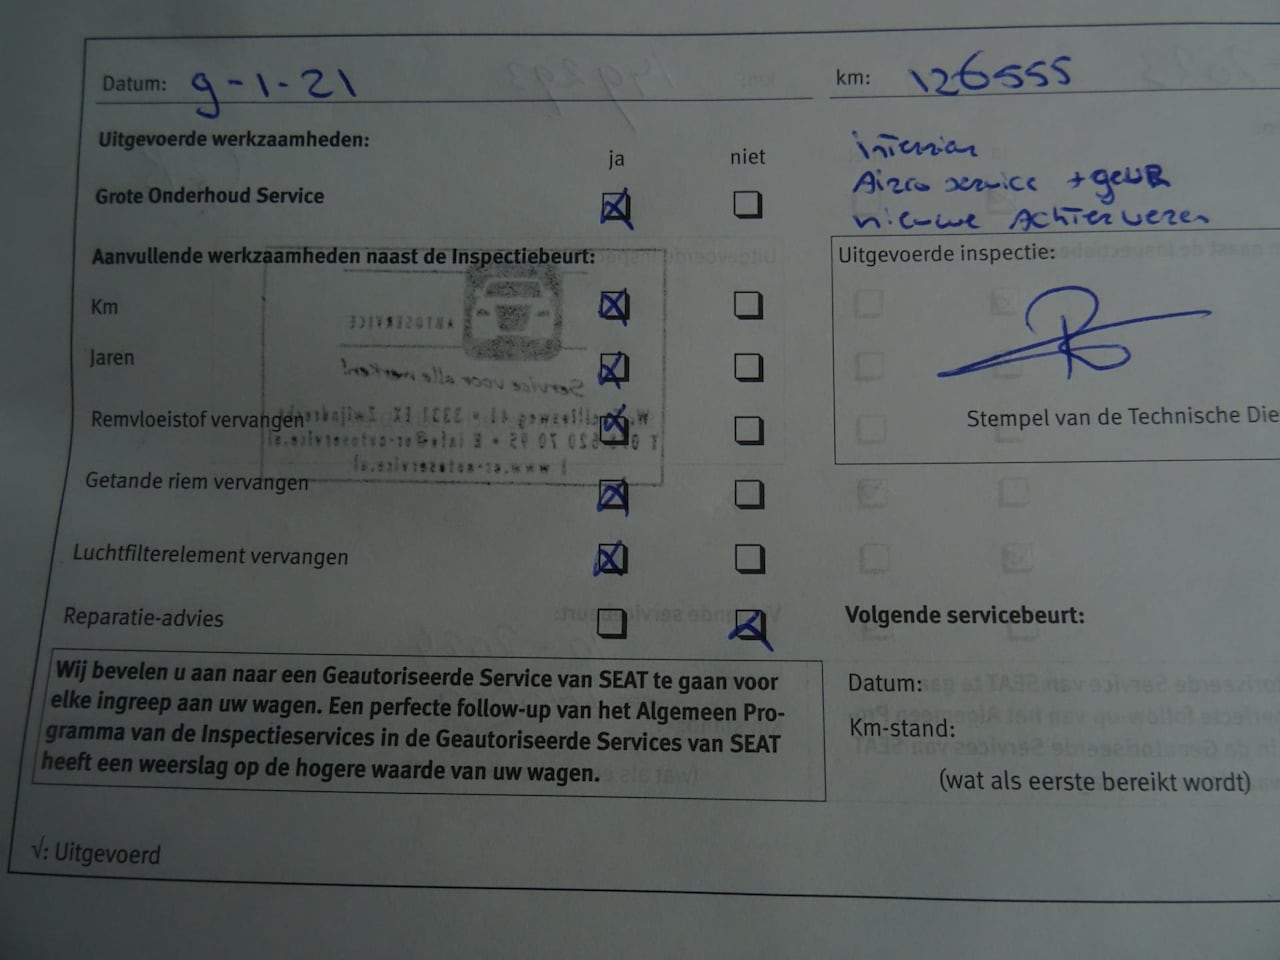 Datum: 9-1-21 km: 126555
Uitgevoerde werkzaamheden:
ja niet
Grote Onderhoud Service
Airco service + geur
nieuwe Achterveren
Aanvullende werkzaamheden naast de Inspectiebeurt:
Km
Jaren
Remvloeistof vervangen
Getande riem vervangen
Luchtfilterelement vervangen
Reparatie-advies
Uitgevoerde inspectie:
Stempel van de Technische Die
Wij bevelen u aan naar een Geautoriseerde Service van SEAT te gaan voor
elke ingreep aan uw wagen. Een perfecte follow-up van het Algemeen Pro-
gramma van de Inspectieservices in de Geautoriseerde Services van SEAT
heeft een weerslag op de hogere waarde van uw wagen.
Volgende servicebeurt:
Datum:
Km-stand:
(wat als eerste bereikt wordt)
√: Uitgevoerd